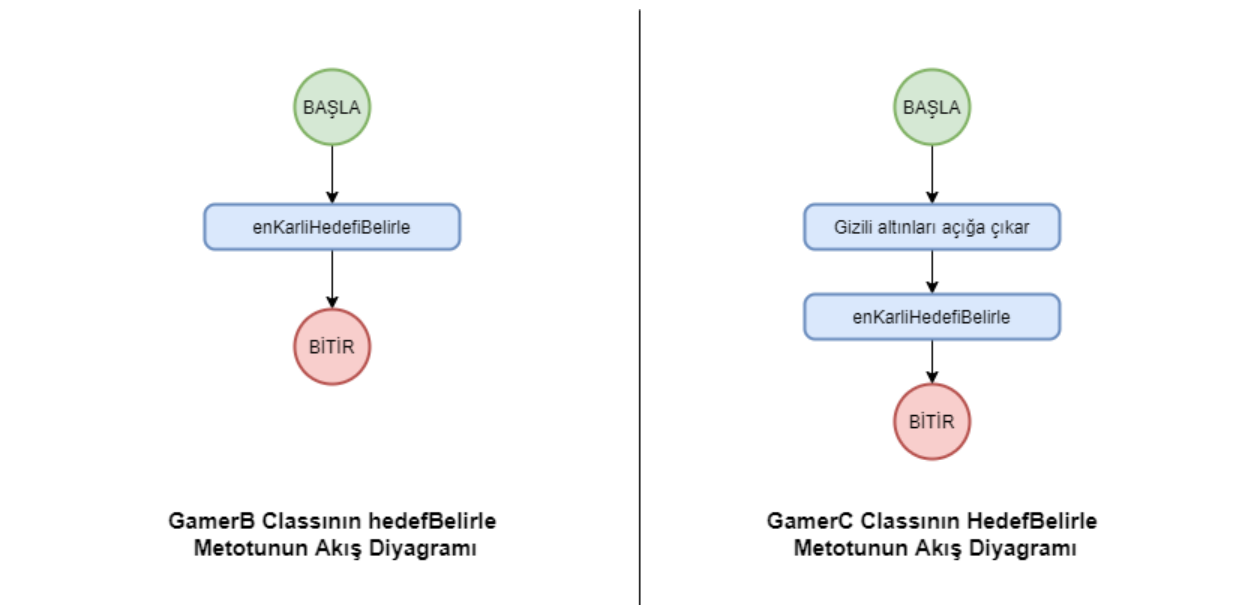 BAŞLA
enKarliHedefiBelirle
BİTİR
GamerB Classının hedefBelirle
Metotunun Akış Diyagramı
BAŞLA
Gizili altınları açığa çıkar
enKarliHedefiBelirle
BİTİR
GamerC Classının HedefBelirle
Metotunun Akış Diyagramı